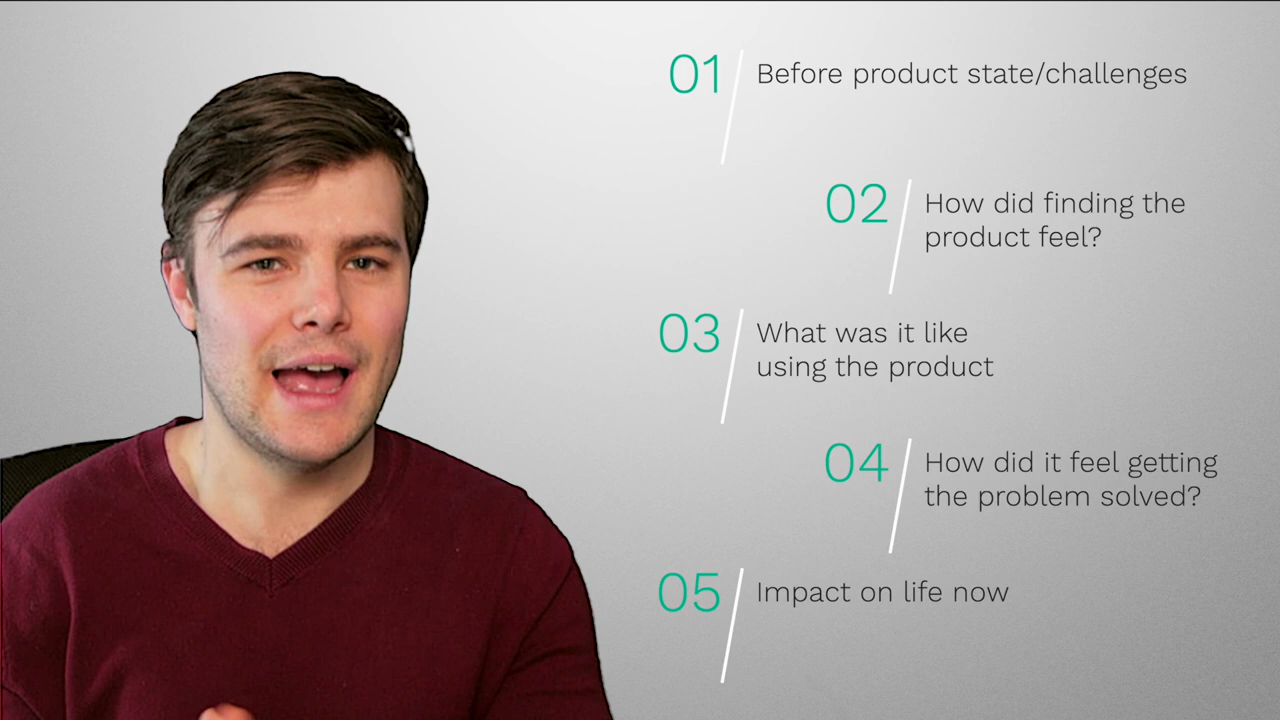 01 Before product state/challenges
02 How did finding the
product feel?
03 What was it like
using the product
04 How did it feel getting
the problem solved?
05 Impact on life now